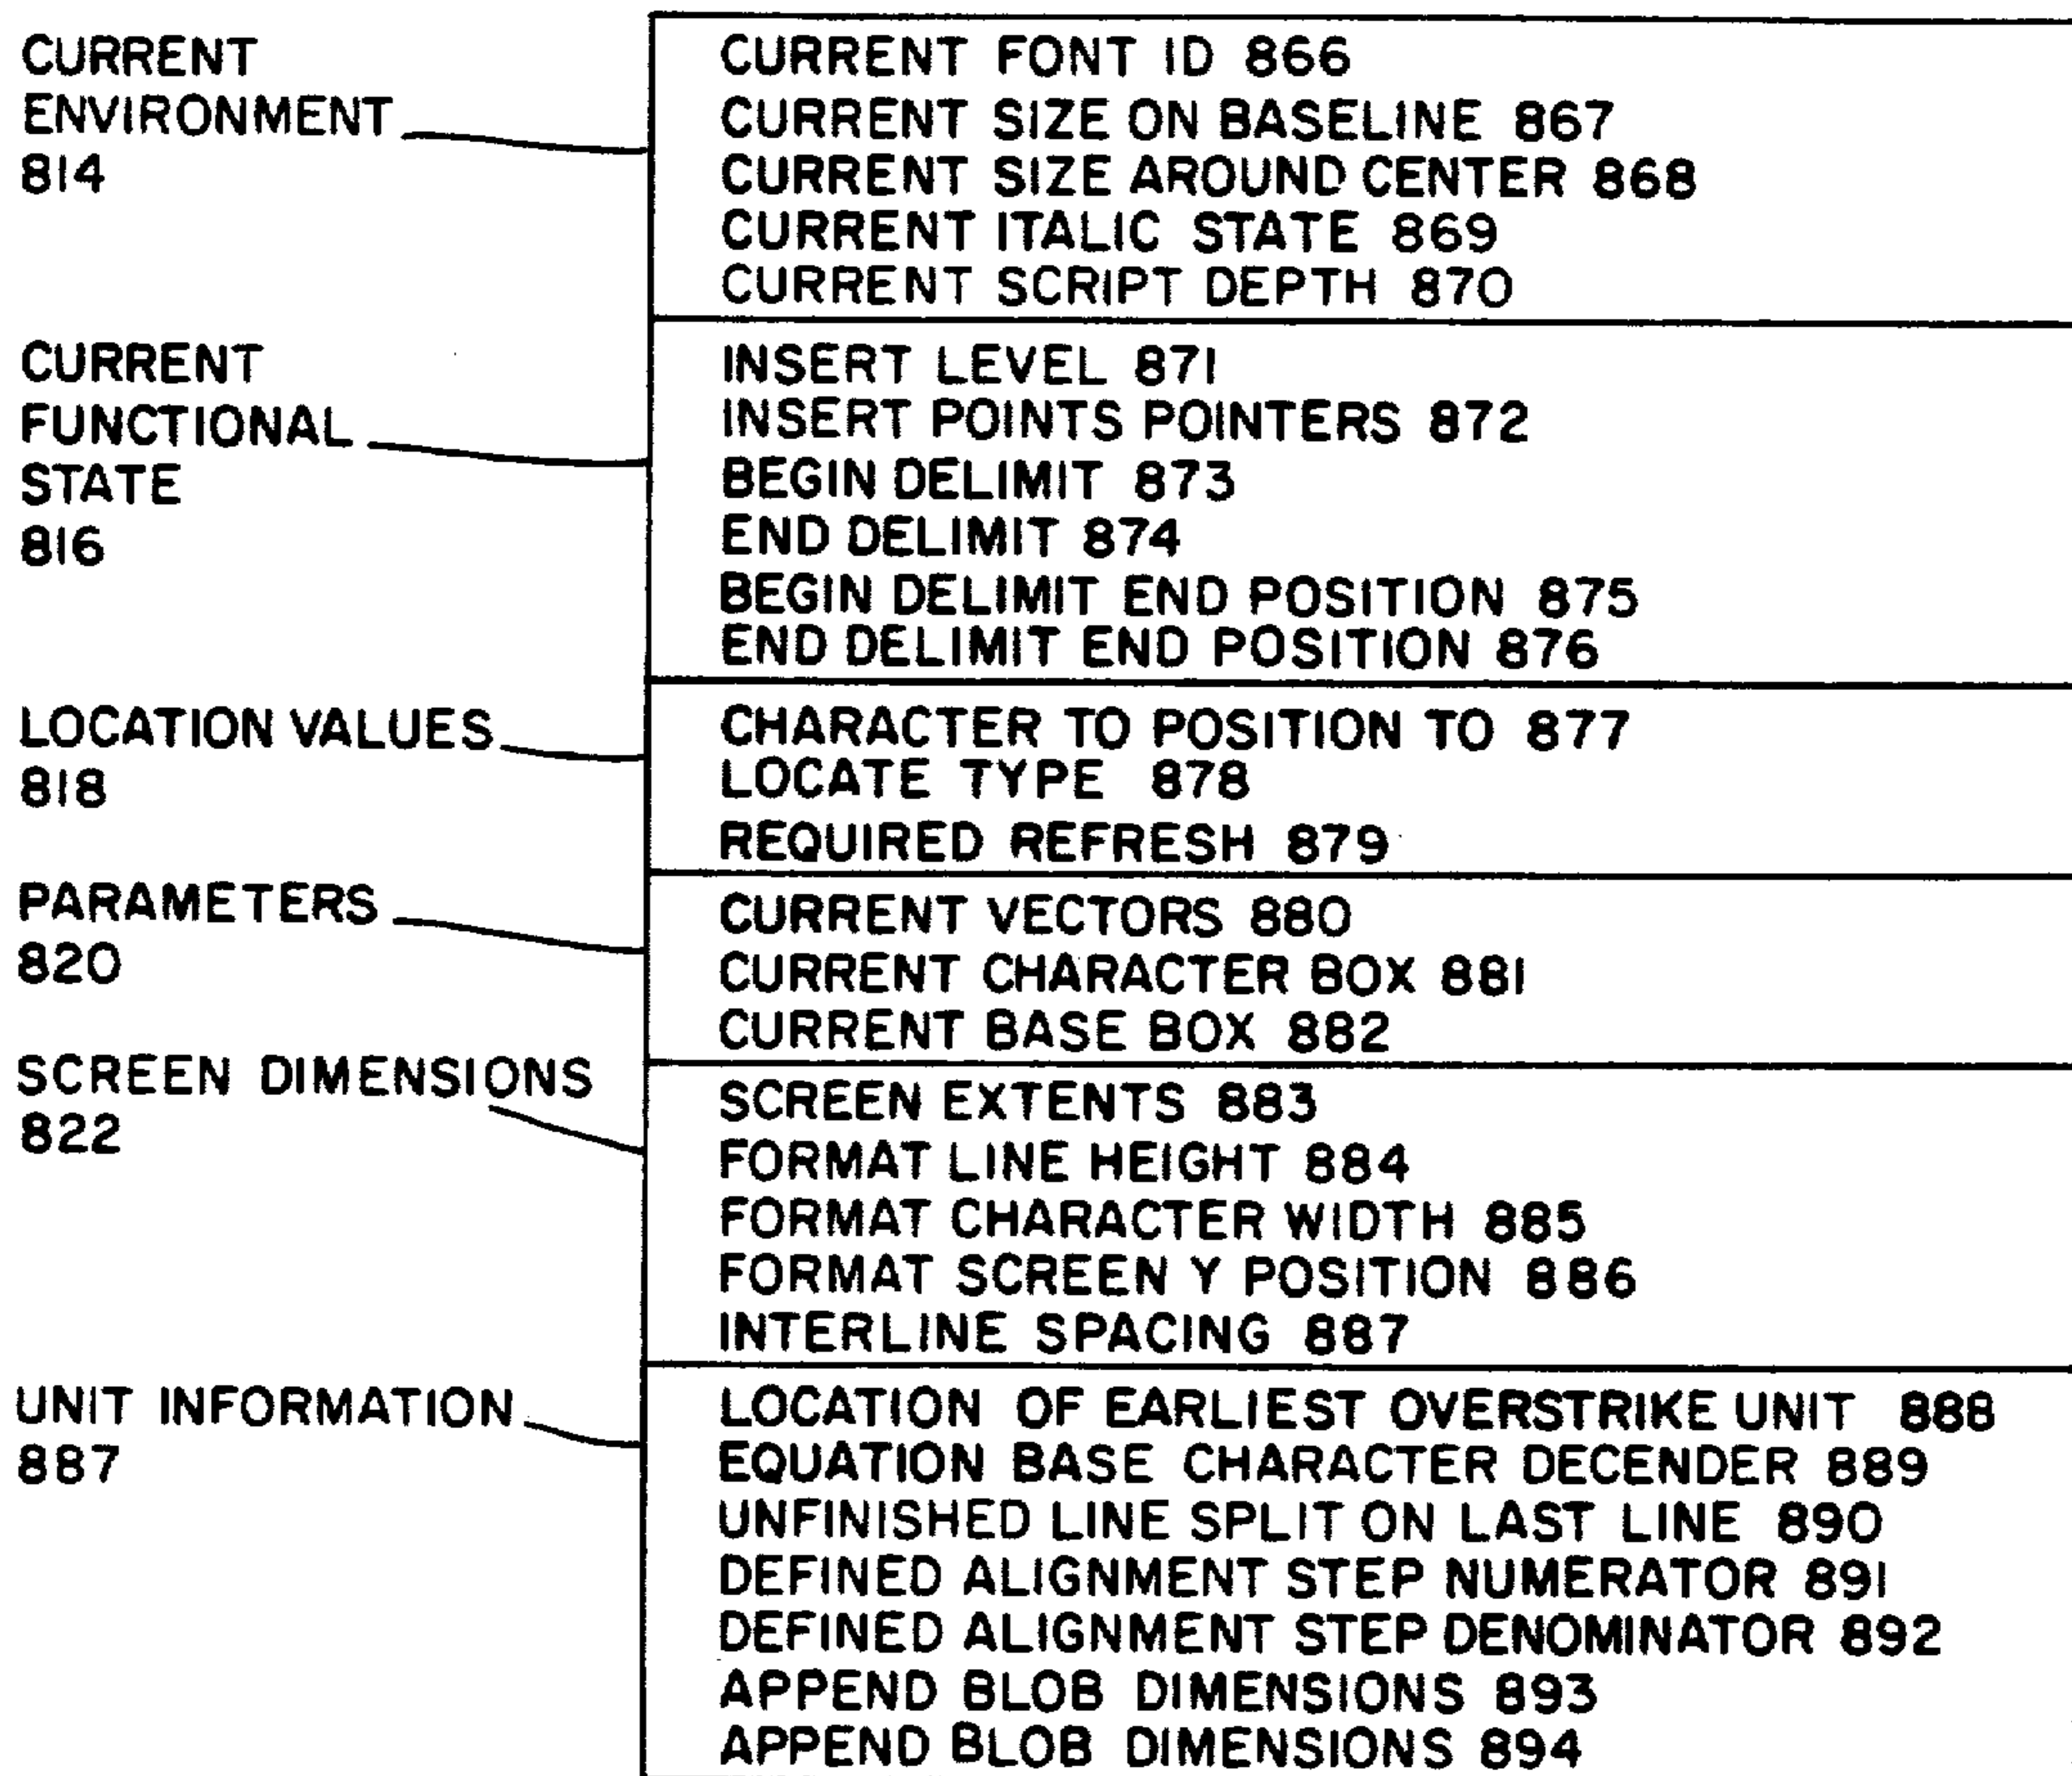 CURRENT
ENVIRONMENT
814
CURRENT FONT ID 866
CURRENT SIZE ON BASELINE 867
CURRENT SIZE AROUND CENTER 868
CURRENT ITALIC STATE 869
CURRENT SCRIPT DEPTH 870
CURRENT
FUNCTIONAL
STATE
816
INSERT LEVEL 871
INSERT POINTS POINTERS 872
BEGIN DELIMIT 873
END DELIMIT 874
BEGIN DELIMIT END POSITION 875
END DELIMIT END POSITION 876
LOCATION VALUES
818
CHARACTER TO POSITION TO 877
LOCATE TYPE 878
REQUIRED REFRESH 879
PARAMETERS
820
CURRENT VECTORS 880
CURRENT CHARACTER BOX 881
CURRENT BASE BOX 882
SCREEN DIMENSIONS
822
SCREEN EXTENTS 883
FORMAT LINE HEIGHT 884
FORMAT CHARACTER WIDTH 885
FORMAT SCREEN Y POSITION 886
INTERLINE SPACING 887
UNIT INFORMATION
887
LOCATION OF EARLIEST OVERSTRIKE UNIT 888
EQUATION BASE CHARACTER DECENDER 889
UNFINISHED LINE SPLIT ON LAST LINE 890
DEFINED ALIGNMENT STEP NUMERATOR 891
DEFINED ALIGNMENT STEP DENOMINATOR 892
APPEND BLOB DIMENSIONS 893
APPEND BLOB DIMENSIONS 894